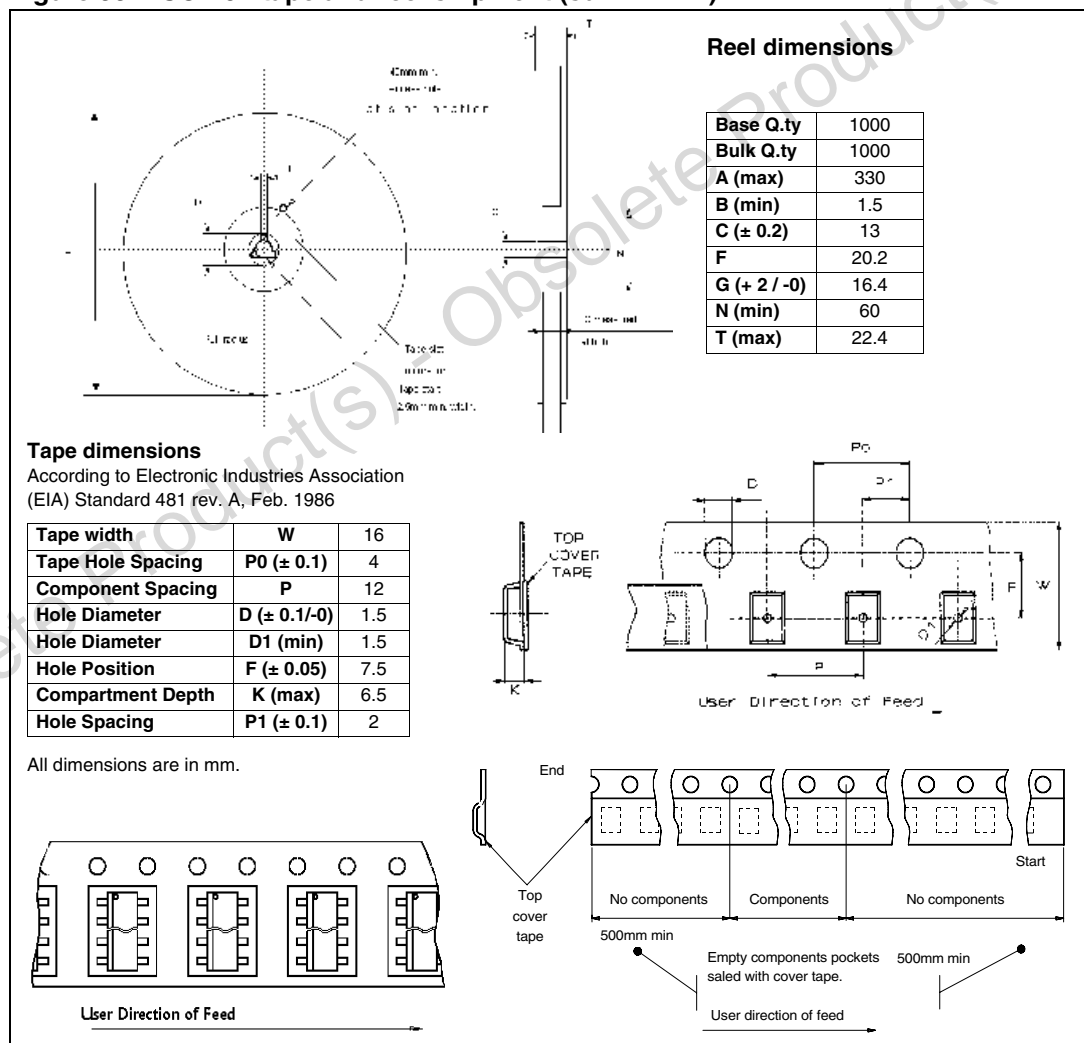 Reel dimensions
Base Q.ty 1000
Bulk Q.ty 1000
A (max) 330
B (min) 1.5
C (± 0.2) 13
F 20.2
G (+ 2 / -0) 16.4
N (min) 60
T (max) 22.4
T
N
Tape dimensions
According to Electronic Industries Association
(EIA) Standard 481 rev. A, Feb. 1986
Tape width W 16
Tape Hole Spacing P0 (± 0.1) 4
Component Spacing P 12
Hole Diameter D (± 0.1/-0) 1.5
Hole Diameter D1 (min) 1.5
Hole Position F (± 0.05) 7.5
Compartment Depth K (max) 6.5
Hole Spacing P1 (± 0.1) 2
All dimensions are in mm.
TOP
COVER
TAPE
K
P0
D
F
W
D1
P
User Direction of Feed
End
Start
Top
cover
tape
No components
Components
No components
500mm min
Empty components pockets
saled with cover tape.
500mm min
User direction of feed
User Direction of Feed
Product(s) - Obsolete Product(s)